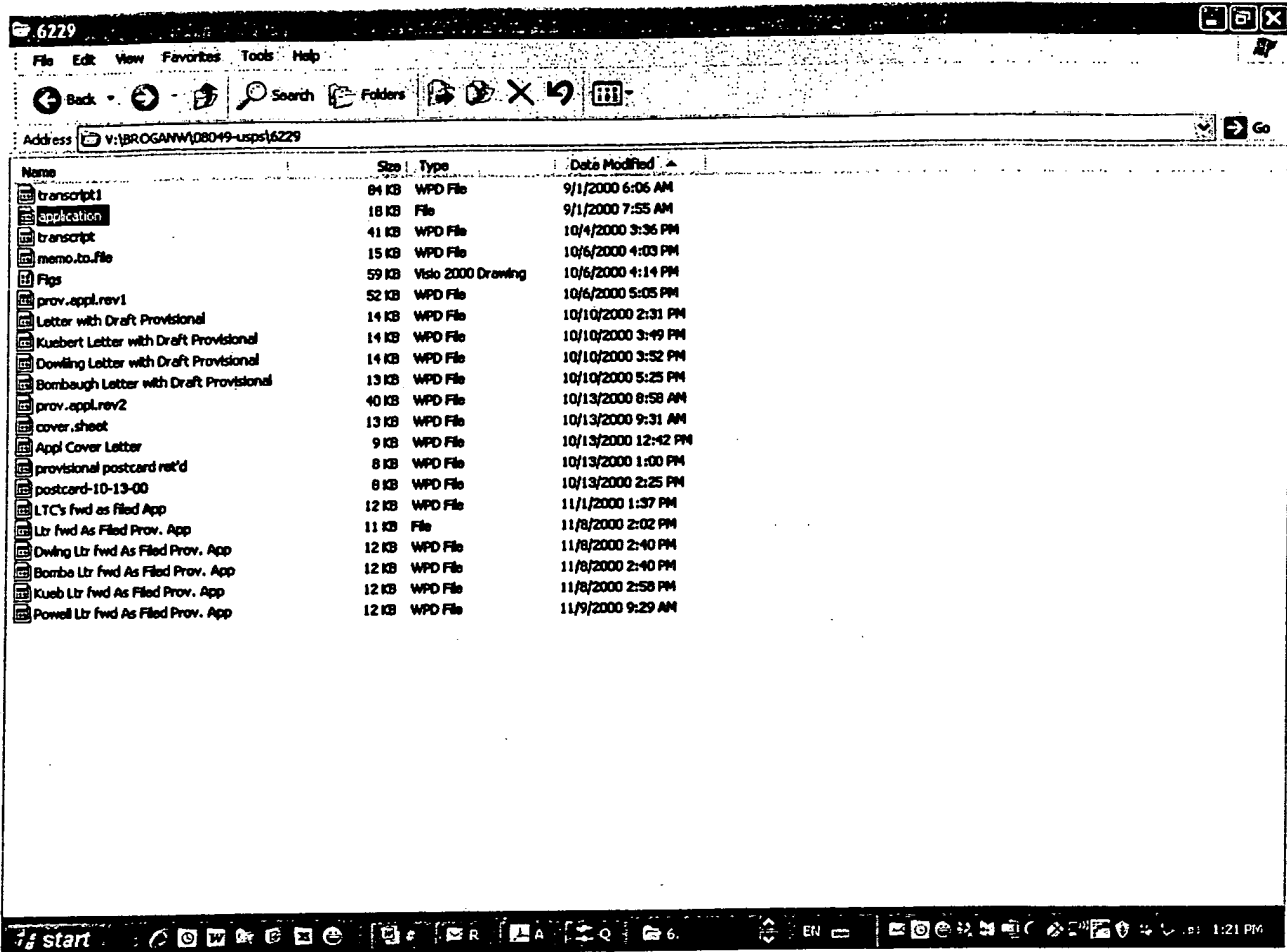 6229
File Edit View Favorites Tools Help
Back Search Folders
Address V:\BROGANW\08049-usps\6229 Go
Name Size Type Date Modified
transcript1 84 KB WPD File 9/1/2000 6:06 AM
application 18 KB File 9/1/2000 7:55 AM
transcript 41 KB WPD File 10/4/2000 3:36 PM
memo.to.file 15 KB WPD File 10/6/2000 4:03 PM
Figs 59 KB Visio 2000 Drawing 10/6/2000 4:14 PM
prov.appl.rev1 52 KB WPD File 10/6/2000 5:05 PM
Letter with Draft Provisional 14 KB WPD File 10/10/2000 2:31 PM
Kuebert Letter with Draft Provisional 14 KB WPD File 10/10/2000 3:49 PM
Dowling Letter with Draft Provisional 14 KB WPD File 10/10/2000 3:52 PM
Bombaugh Letter with Draft Provisional 13 KB WPD File 10/10/2000 5:25 PM
prov.appl.rev2 40 KB WPD File 10/13/2000 8:58 AM
cover.sheet 13 KB WPD File 10/13/2000 9:31 AM
Appl Cover Letter 9 KB WPD File 10/13/2000 12:42 PM
provisional postcard ret'd 8 KB WPD File 10/13/2000 1:00 PM
postcard-10-13-00 8 KB WPD File 10/13/2000 2:25 PM
LTC's fwd as filed App 12 KB WPD File 11/1/2000 1:37 PM
Ltr fwd As Filed Prov. App 11 KB File 11/8/2000 2:02 PM
Dwling Ltr fwd As Filed Prov. App 12 KB WPD File 11/8/2000 2:40 PM
Bomba Ltr fwd As Filed Prov. App 12 KB WPD File 11/8/2000 2:40 PM
Kueb Ltr fwd As Filed Prov. App 12 KB WPD File 11/8/2000 2:58 PM
Powell Ltr fwd As Filed Prov. App 12 KB WPD File 11/9/2000 9:29 AM
start R A Q 6. EN 1:21 PM